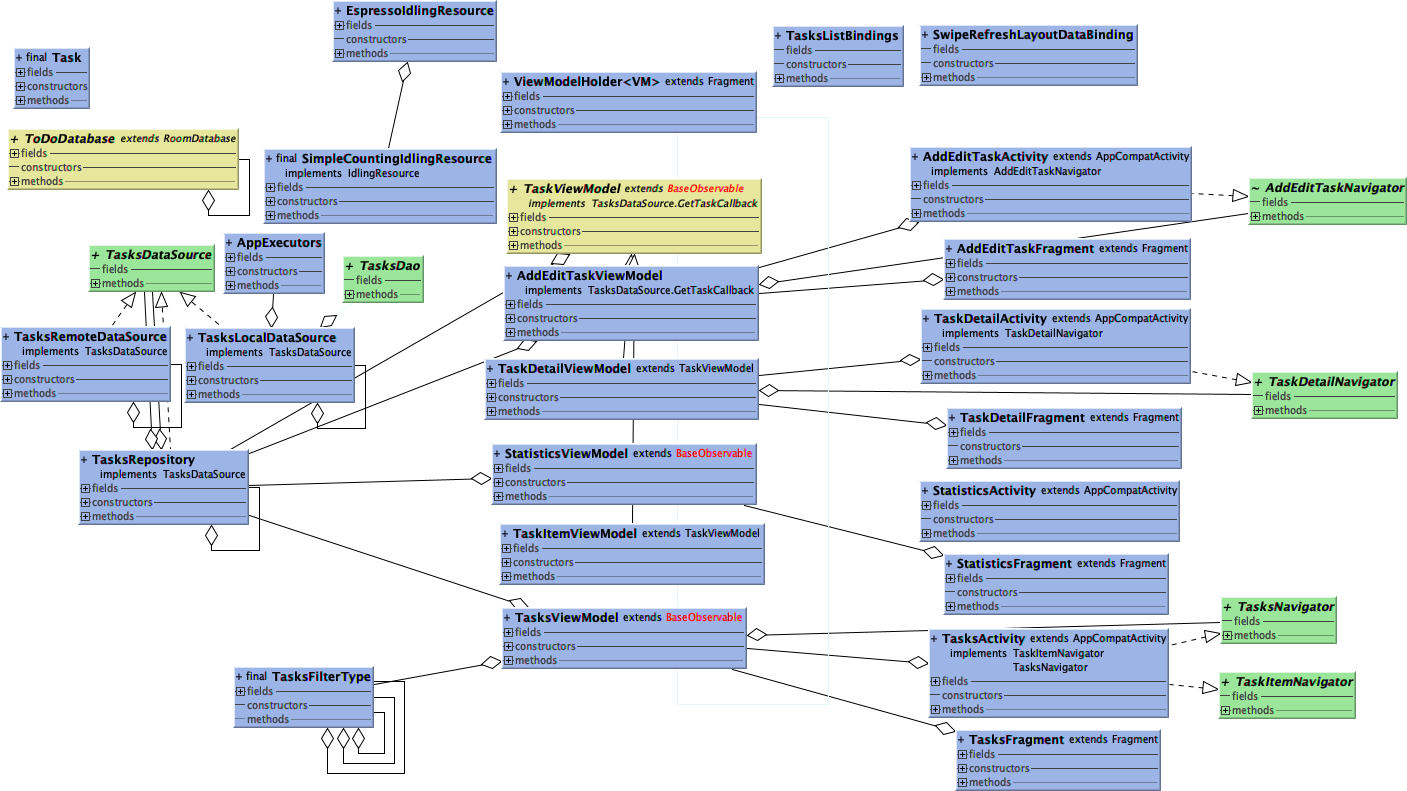 + EspressoIdlingResource
fields
constructors
methods
+ final Task
fields
constructors
methods
+ TasksListBindings
fields
constructors
methods
+ SwipeRefreshLayoutDataBinding
fields
constructors
methods
+ ViewModelHolder<VM> extends Fragment
fields
constructors
methods
+ ToDoDatabase extends RoomDatabase
fields
constructors
methods
+ final SimpleCountingIdlingResource
implements IdlingResource
fields
constructors
methods
+ TaskViewModel extends BaseObservable
implements TasksDataSource.GetTaskCallback
fields
constructors
methods
+ AddEditTaskActivity extends AppCompatActivity
implements AddEditTaskNavigator
fields
constructors
methods
~ AddEditTaskNavigator
fields
methods
+ TasksDataSource
fields
methods
+ AppExecutors
fields
constructors
methods
+ TasksDao
fields
methods
+ AddEditTaskViewModel
implements TasksDataSource.GetTaskCallback
fields
constructors
methods
+ AddEditTaskFragment extends Fragment
fields
constructors
methods
+ TasksRemoteDataSource
implements TasksDataSource
fields
constructors
methods
+ TasksLocalDataSource
implements TasksDataSource
fields
constructors
methods
+ TaskDetailActivity extends AppCompatActivity
implements TaskDetailNavigator
fields
constructors
methods
+ TaskDetailViewModel extends TaskViewModel
fields
constructors
methods
+ TaskDetailNavigator
fields
methods
+ TaskDetailFragment extends Fragment
fields
constructors
methods
+ TasksRepository
implements TasksDataSource
fields
constructors
methods
+ StatisticsViewModel extends BaseObservable
fields
constructors
methods
+ StatisticsActivity extends AppCompatActivity
fields
constructors
methods
+ TaskItemViewModel extends TaskViewModel
fields
constructors
methods
+ StatisticsFragment extends Fragment
fields
constructors
methods
+ TasksViewModel extends BaseObservable
fields
constructors
methods
+ TasksNavigator
fields
methods
+ TasksActivity extends AppCompatActivity
implements TaskItemNavigator
TasksNavigator
fields
constructors
methods
+ final TasksFilterType
fields
constructors
methods
+ TaskItemNavigator
fields
methods
+ TasksFragment extends Fragment
fields
constructors
methods